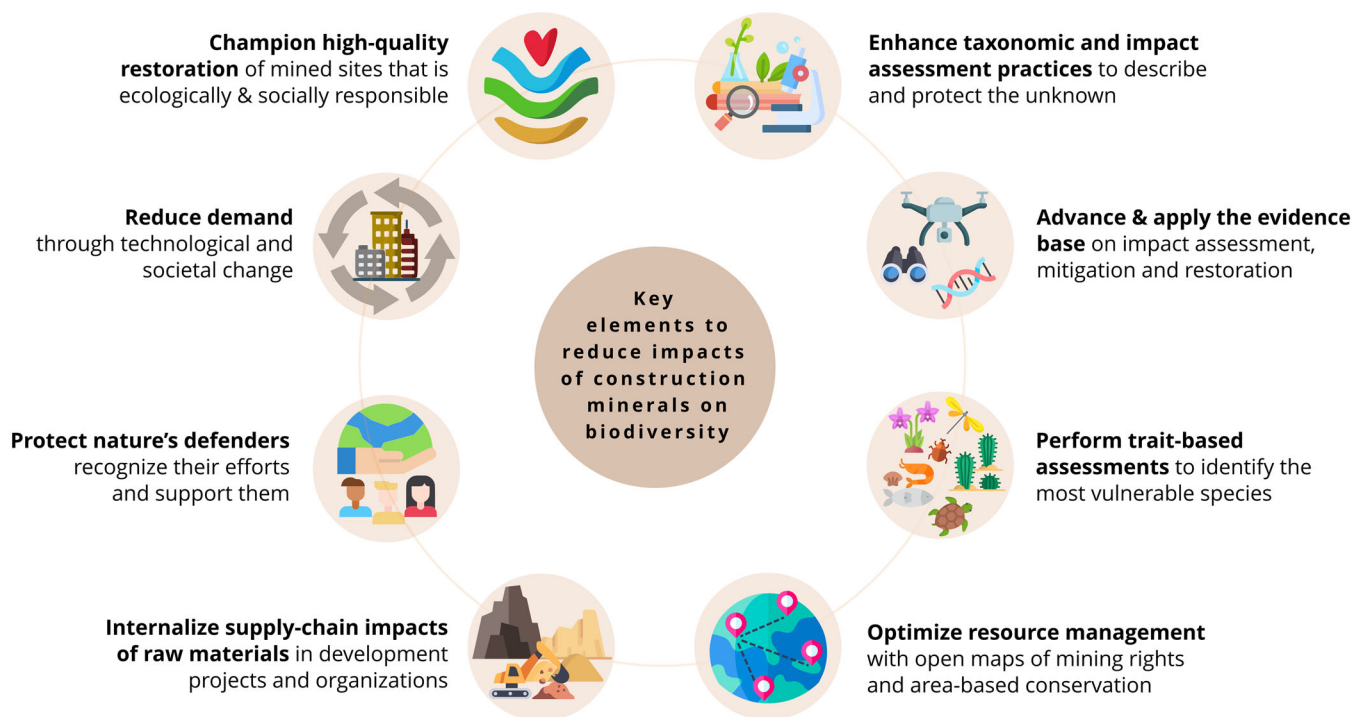 Key
elements to
reduce impacts
of construction
minerals on
biodiversity
Enhance taxonomic and impact
assessment practices to describe
and protect the unknown
Advance & apply the evidence
base on impact assessment,
mitigation and restoration
Perform trait-based
assessments to identify the
most vulnerable species
Optimize resource management
with open maps of mining rights
and area-based conservation
Internalize supply-chain impacts
of raw materials in development
projects and organizations
Protect nature’s defenders
recognize their efforts
and support them
Reduce demand
through technological and
societal change
Champion high-quality
restoration of mined sites that is
ecologically & socially responsible